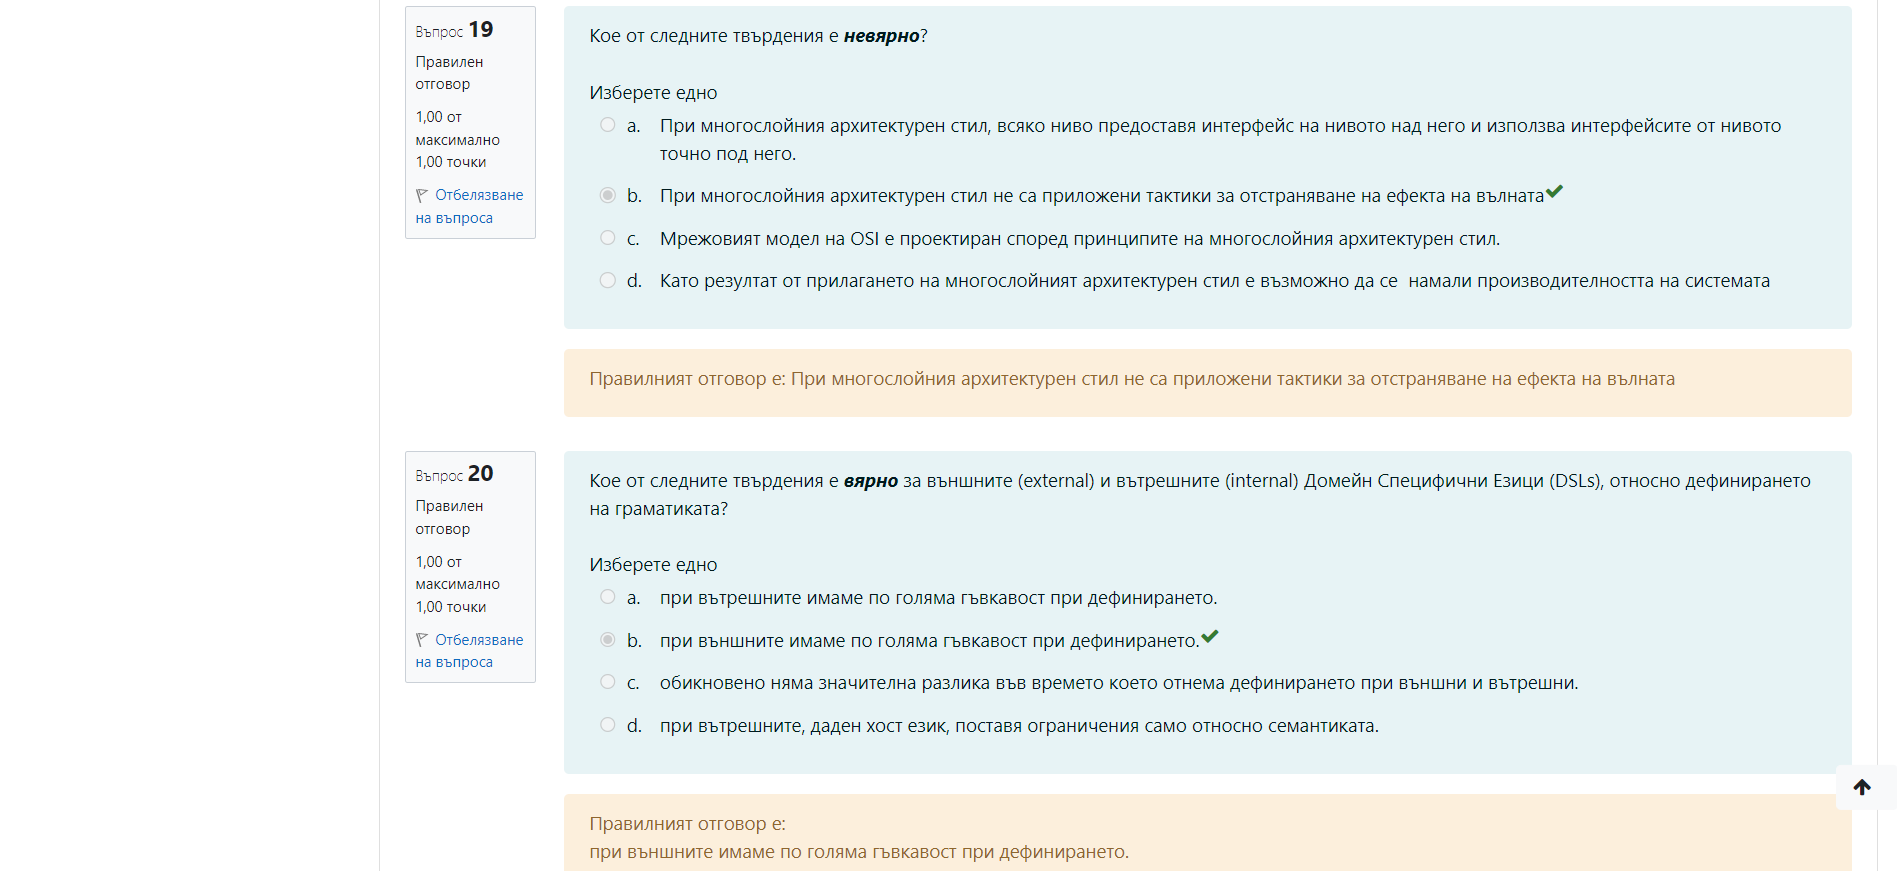 Въпрос 19
Правилен
отговор
1,00 от
максимално
1,00 точки
Отбелязване
на въпроса
Кое от следните твърдения е невярно?
Изберете едно
a. При многослойния архитектурен стил, всяко ниво предоставя интерфейс на нивото над него и използва интерфейсите от нивото
точно под него.
b. При многослойния архитектурен стил не са приложени тактики за отстраняване на ефекта на вълната
c. Мрежовият модел на OSI е проектиран според принципите на многослойния архитектурен стил.
d. Като резултат от прилагането на многослойният архитектурен стил е възможно да се намали производителността на системата
Правилният отговор е: При многослойния архитектурен стил не са приложени тактики за отстраняване на ефекта на вълната
Въпрос 20
Правилен
отговор
1,00 от
максимално
1,00 точки
Отбелязване
на въпроса
Кое от следните твърдения е вярно за външните (external) и вътрешните (internal) Домейн Специфични Езици (DSLs), относно дефинирането
на граматиката?
Изберете едно
a. при вътрешните имаме по голяма гъвкавост при дефинирането.
b. при външните имаме по голяма гъвкавост при дефинирането.
c. обикновено няма значителна разлика във времето което отнема дефинирането при външни и вътрешни.
d. при вътрешните, даден хост език, поставя ограничения само относно семантиката.
Правилният отговор е:
при външните имаме по голяма гъвкавост при дефинирането.